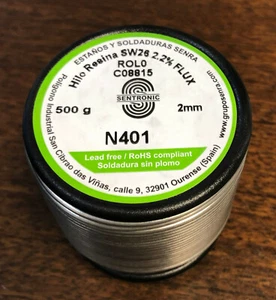 ESTAÑOS Y SOLDADURAS SENRA
Hilo Resina SW26 2.2% FLUX
ROL0
C08815
SENTRONIC
500 g
2mm
N401
Lead free / RoHS compliant
Soldadura sin plomo
Polígono Industrial San Cibrao das Viñas, calle 9, 32901 Ourense (Spain)
www.gruposenra.com